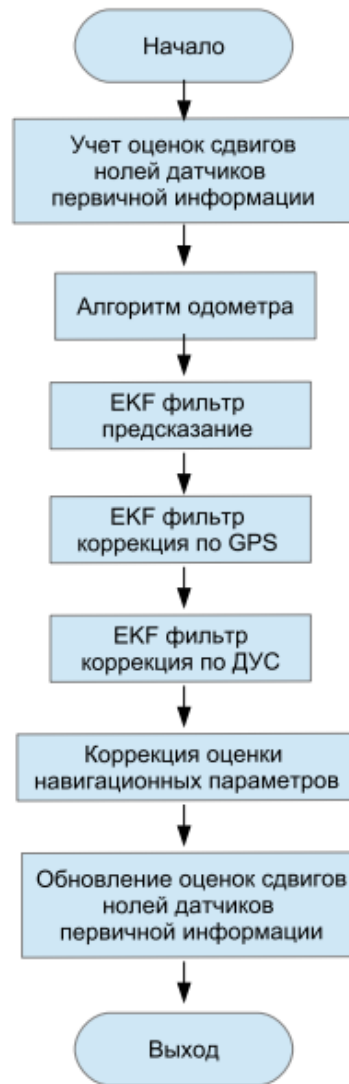 Начало
Учет оценок сдвигов
нолей датчиков
первичной информации
Алгоритм одометра
EKF фильтр
предсказание
EKF фильтр
коррекция по GPS
EKF фильтр
коррекция по ДУС
Коррекция оценки
навигационных параметров
Обновление оценок сдвигов
нолей датчиков
первичной информации
Выход